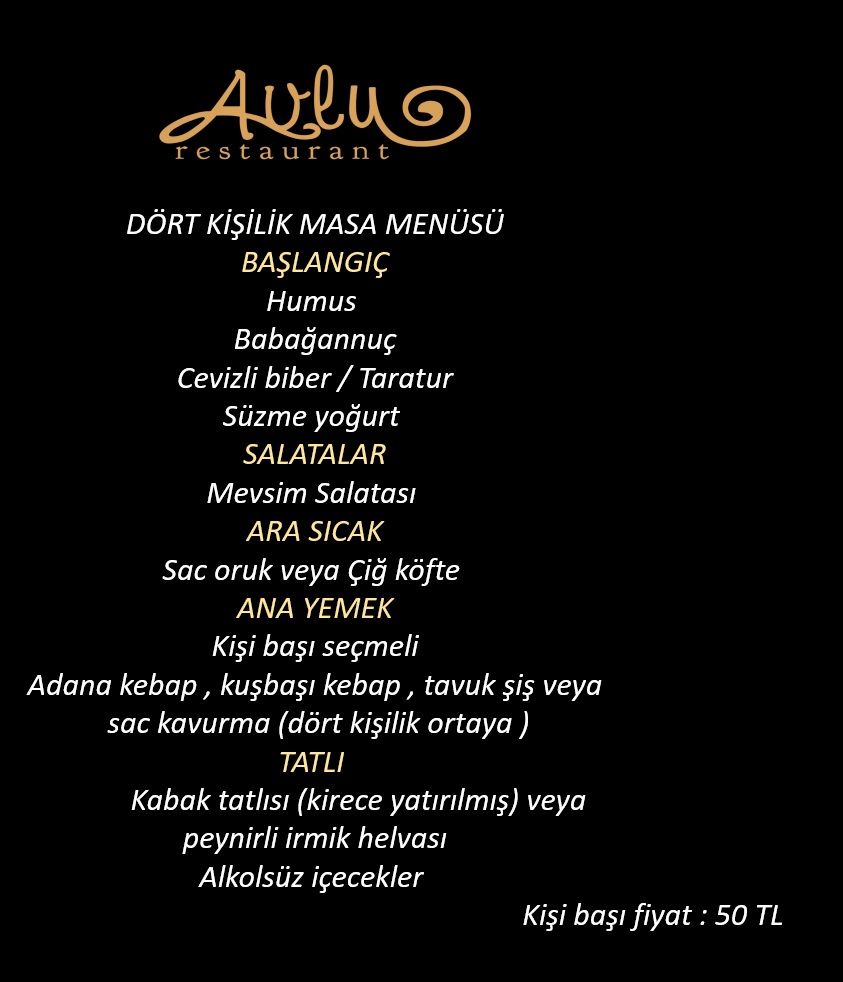 Avlu
restaurant
DÖRT KİŞİLİK MASA MENÜSÜ
BAŞLANGIÇ
Humus
Babağannuç
Cevizli biber / Taratur
Süzme yoğurt
SALATALAR
Mevsim Salatası
ARA SICAK
Sac oruk veya Çiğ köfte
ANA YEMEK
Kişi başı seçmeli
Adana kebap , kuşbaşı kebap , tavuk şiş veya
sac kavurma (dört kişilik ortaya )
TATLI
Kabak tatlısı (kirece yatırılmış) veya
peynirli irmik helvası
Alkolsüz içecekler
Kişi başı fiyat : 50 TL